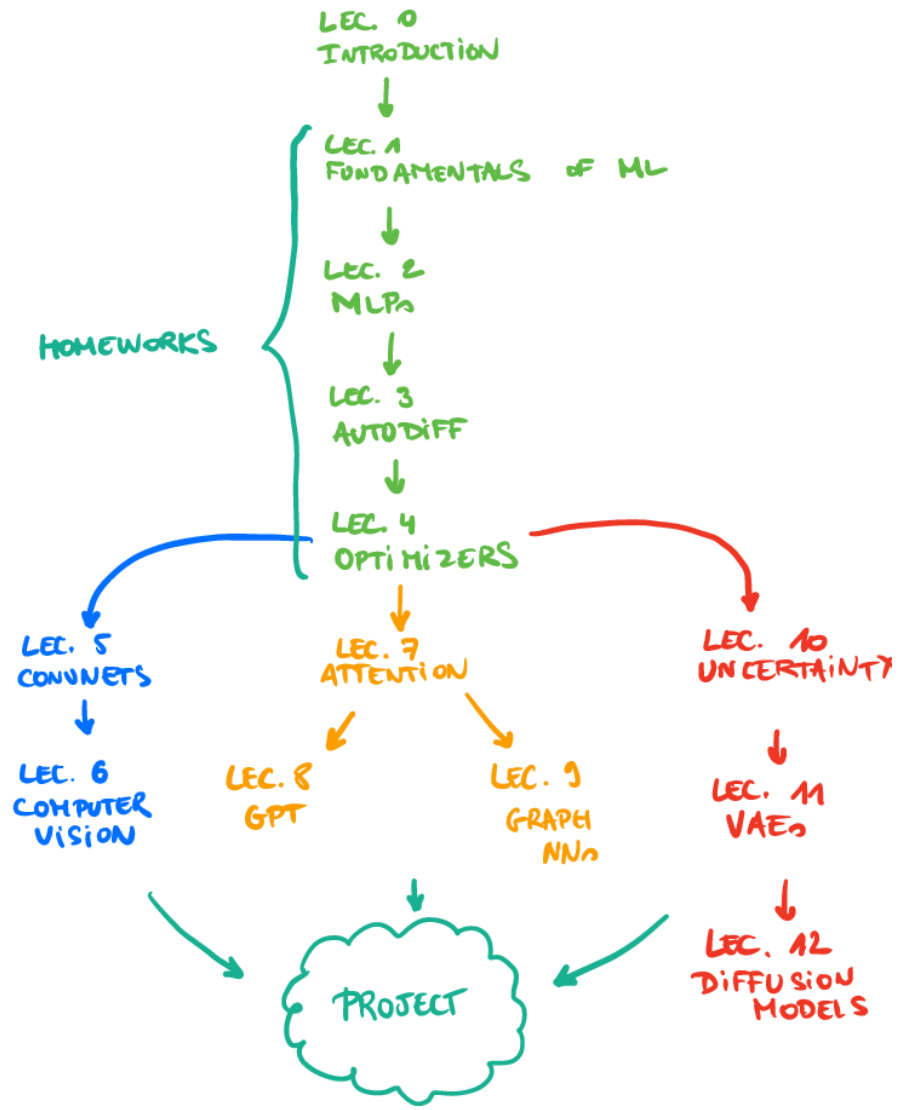 LEC. 0
INTRODUCTION
LEC. 1
FUNDAMENTALS OF ML
LEC. 2
MLPs
HOMEWORKS
LEC. 3
AUTODIFF
LEC. 4
OPTIMIZERS
LEC. 5
CONVNETS
LEC. 7
ATTENTION
LEC. 10
UNCERTAINTY
LEC. 6
COMPUTER
VISION
LEC. 8
GPT
LEC. 9
GRAPH
NNs
LEC. 11
VAEs
LEC. 12
DIFFUSION
MODELS
PROJECT